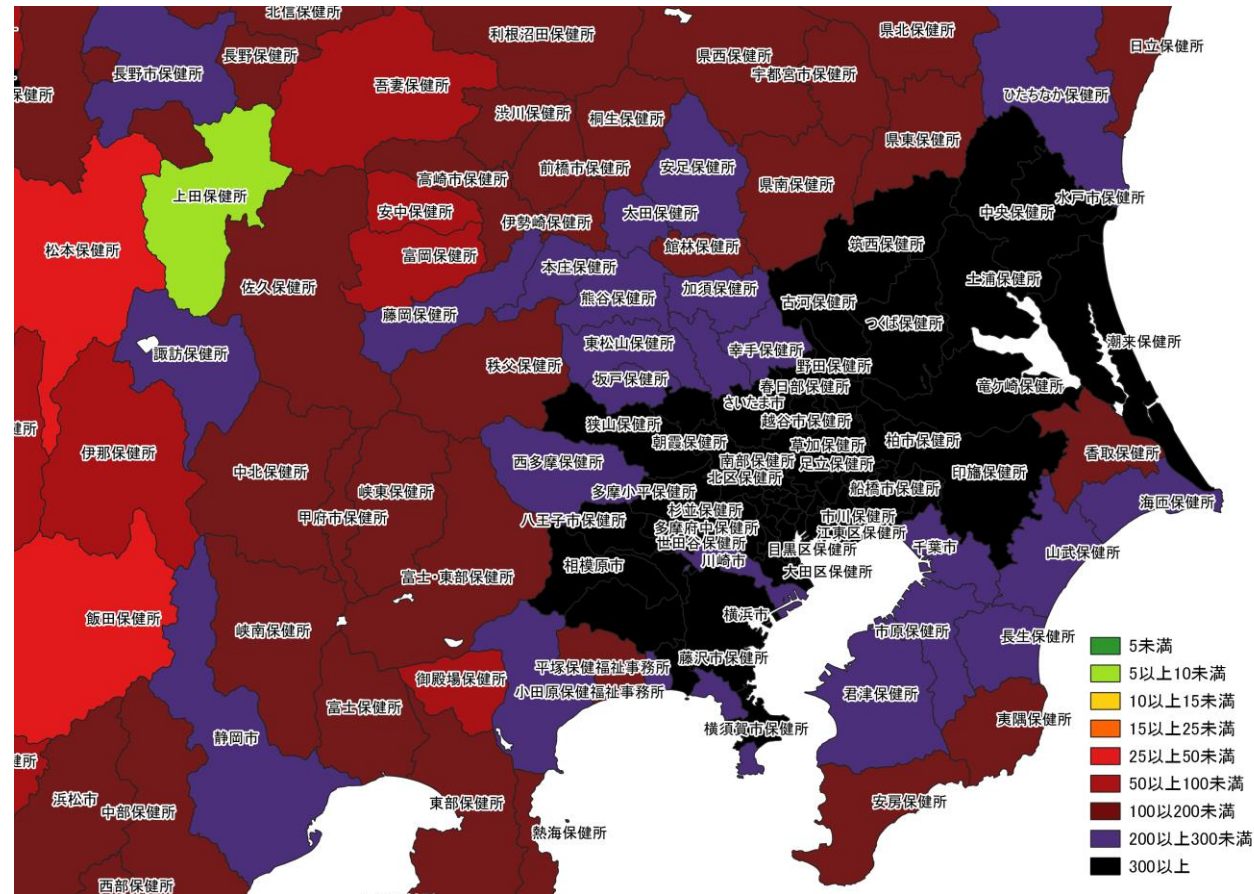 北信保健所
利根沼田保健所
県北保健所
長野保健所
県西保健所
日立保健所
長野市保健所
宇都宮市保健所
保健所
吾妻保健所
ひたちなか保健所
渋川保健所
桐生保健所
県東保健所
安足保健所
前橋市保健所
高崎市保健所
県南保健所
上田保健所
水戸市保健所
安中保健所
太田保健所
中央保健所
伊勢崎保健所
松本保健所
館林保健所
筑西保健所
富岡保健所
本庄保健所
土浦保健所
佐久保健所
加須保健所
熊谷保健所
古河保健所
藤岡保健所
つくば保健所
東松山保健所
潮来保健所
幸手保健所
諏訪保健所
秩父保健所
野田保健所
坂戸保健所
春日部保健所
竜ケ崎保健所
さいたま市
狭山保健所
越谷市保健所
健所
朝霞保健所
草加保健所
柏市保健所
伊那保健所
香取保健所
西多摩保健所
南部保健所
足立保健所
中北保健所
峡東保健所
北区保健所
印旛保健所
多摩小平保健所
船橋市保健所
海匝保健所
杉並保健所
甲府市保健所
八王子市保健所
市川保健所
多摩府中保健所
江東区保健所
世田谷保健所
目黒区保健所
千葉市
山武保健所
川崎市
相模原市
大田区保健所
富士・東部保健所
飯田保健所
横浜市
峡南保健所
市原保健所
長生保健所
5未満
藤沢市保健所
平塚保健福祉事務所
5以上10未満
御殿場保健所
小田原保健福祉事務所
君津保健所
10以上15未満
富士保健所
夷隅保健所
15以上25未満
横須賀市保健所
静岡市
25以上50未満
健所
50以上100未満
浜松市
安房保健所
東部保健所
100以200未満
中部保健所
熱海保健所
200以上300未満
300以上
西部保健所